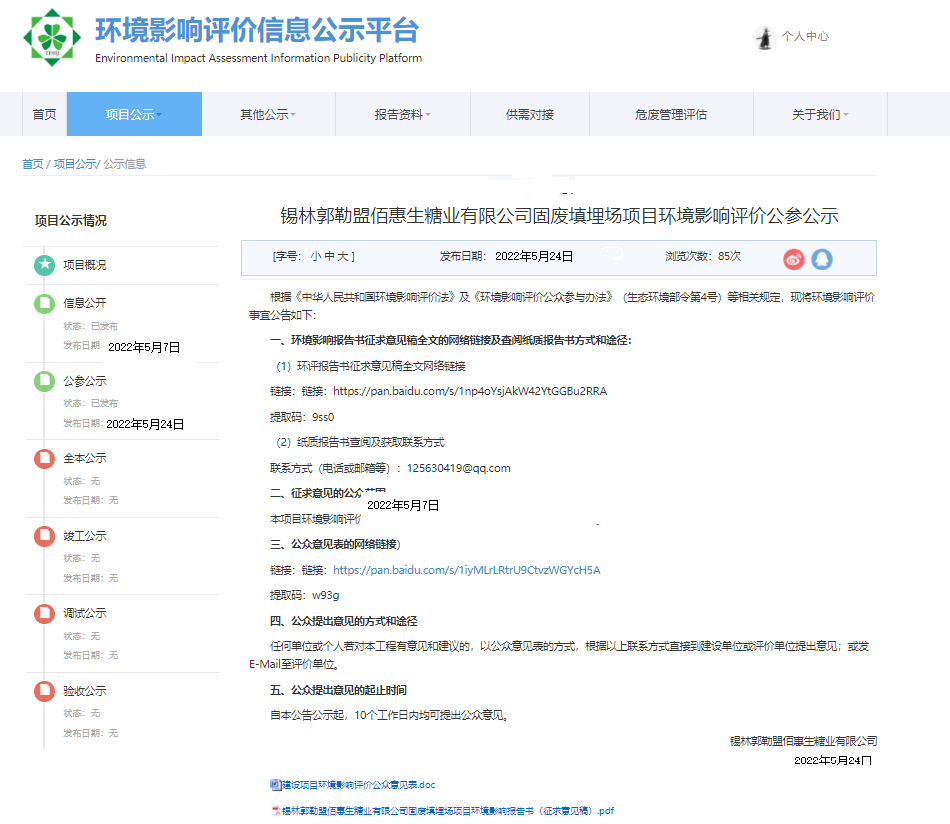 环境影响评价信息公示平台
Environmental Impact Assessment Information Publicity Platform
个人中心
首页 项目公示 其他公示 报告资料 供需对接 危废管理评估 关于我们
首页 / 项目公示/ 公示信息
项目公示情况
项目概况
信息公开
状态：已发布
发布日期： 2022年5月7日
公参公示
状态：已发布
发布日期： 2022年5月24日
全本公示
状态：无
发布日期：无
竣工公示
状态：无
发布日期：无
调试公示
状态：无
发布日期：无
验收公示
状态：无
发布日期：无
锡林郭勒盟佰惠生糖业有限公司固废填埋场项目环境影响评价公参公示
[字号： 小 中 大 ] 发布日期： 2022年5月24日 浏览次数：85次
根据《中华人民共和国环境影响评价法》及《环境影响评价公众参与办法》（生态环境部令第4号）等相关规定，现将环境影响评价
事宜公告如下：
一、环境影响报告书征求意见稿全文的网络链接及查阅纸质报告书方式和途径：
（1）环评报告书征求意见稿全文网络链接
链接：链接：https://pan.baidu.com/s/1np4oYsjAkW42YtGGBu2RRA
提取码：9ss0
（2）纸质报告书查阅及获取联系方式
联系方式（电话或邮箱等）：125630419@qq.com
二、征求意见的公众范围
2022年5月7日
本项目环境影响评价
三、公众意见表的网络链接）
链接：链接：https://pan.baidu.com/s/1iyMLrLRtrU9CtvzWGYcH5A
提取码：w93g
四、公众提出意见的方式和途径
任何单位或个人若对本工程有意见和建议的，以公众意见表的方式，根据以上联系方式直接到建设单位或评价单位提出意见；或发
E-Mail至评价单位。
五、公众提出意见的起止时间
自本公告公示起，10个工作日内均可提出公众意见。
锡林郭勒盟佰惠生糖业有限公司
2022年5月24日
建设项目环境影响评价公众意见表.doc
锡林郭勒盟佰惠生糖业有限公司固废填埋场项目环境影响报告书（征求意见稿）.pdf